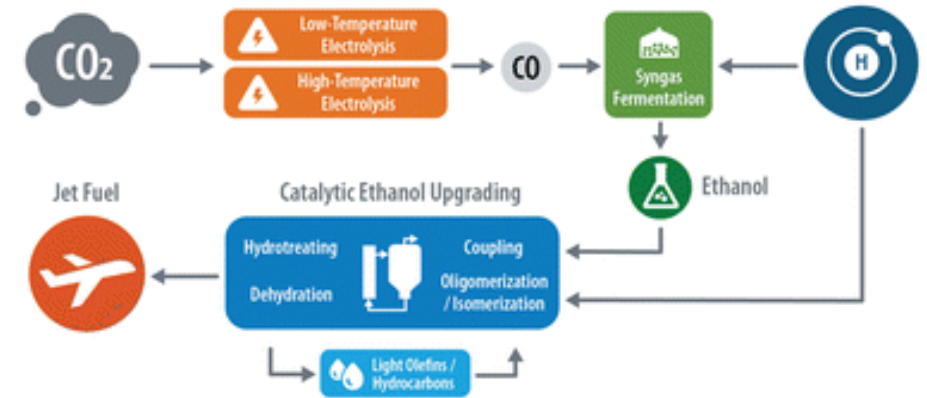 CO2
Low-Temperature
Electrolysis
High-Temperature
Electrolysis
CO
Syngas
Fermentation
H
Ethanol
Jet Fuel
Catalytic Ethanol Upgrading
Hydrotreating
Dehydration
Coupling
Oligomerization
/ Isomerization
Light Olefins /
Hydrocarbons